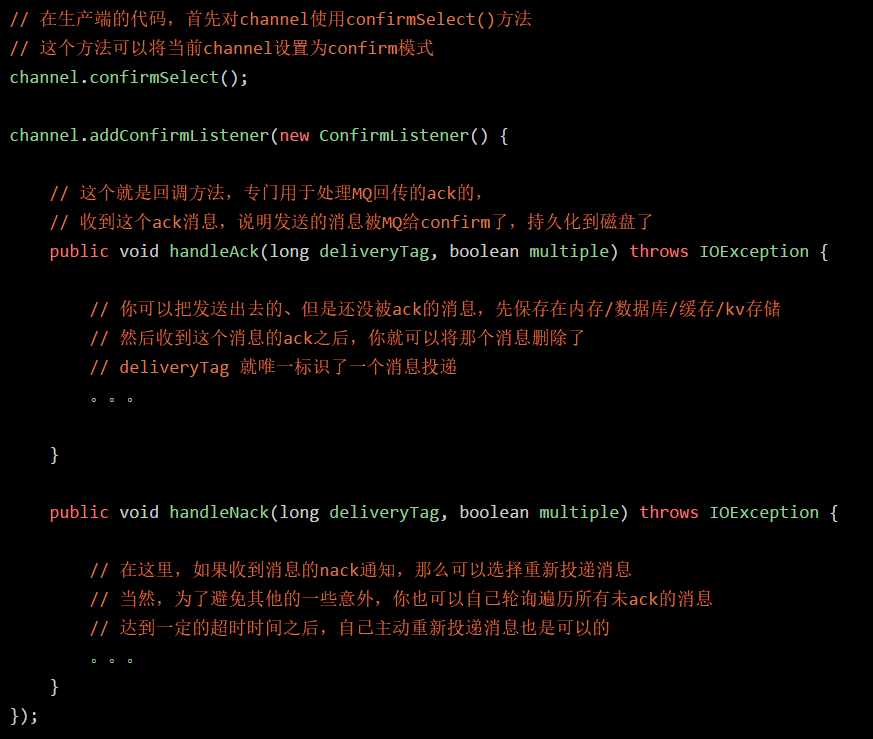 // 在生产端的代码，首先对channel使用confirmSelect()方法
// 这个方法可以将当前channel设置为confirm模式
channel.confirmSelect();
channel.addConfirmListener(new ConfirmListener() {
// 这个就是回调方法，专门用于处理MQ回传的ack的，
// 收到这个ack消息，说明发送的消息被MQ给confirm了，持久化到磁盘了
public void handleAck(long deliveryTag, boolean multiple) throws IOException {
// 你可以把发送出去的、但是还没被ack的消息，先保存在内存/数据库/缓存/kv存储
// 然后收到这个消息的ack之后，你就可以将那个消息删除了
// deliveryTag 就唯一标识了一个消息投递
。。。
}
public void handleNack(long deliveryTag, boolean multiple) throws IOException {
// 在这里，如果收到消息的nack通知，那么可以选择重新投递消息
// 当然，为了避免其他的一些意外，你也可以自己轮询遍历所有未ack的消息
// 达到一定的超时时间之后，自己主动重新投递消息也是可以的
。。。
}
});